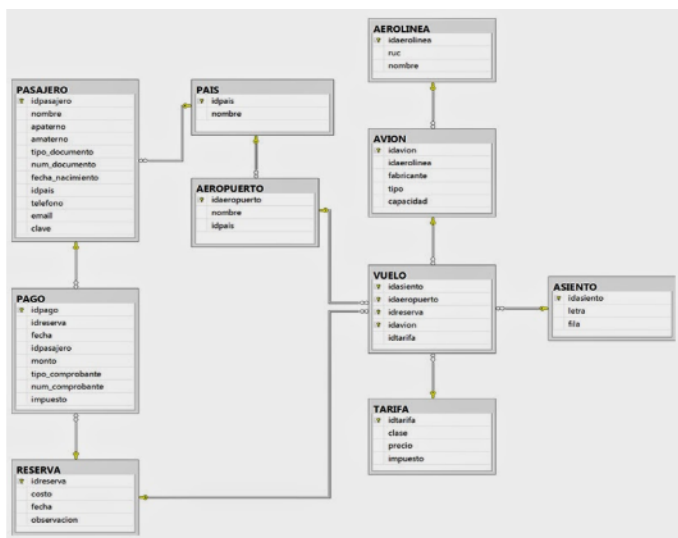 AEROLINEA
idaerolinea
ruc
nombre
PASAJERO
idpasajero
nombre
apaterno
amaterno
tipo_documento
num_documento
fecha_nacimiento
idpais
telefono
email
clave
PAIS
idpais
nombre
AVION
idavion
idaerolinea
fabricante
tipo
capacidad
AEROPUERTO
idaeropuerto
nombre
idpais
VUELO
idasiento
idaeropuerto
idreserva
idavion
idtarifa
ASIENTO
idasiento
letra
fila
PAGO
idpago
idreserva
fecha
idpasajero
monto
tipo_comprobante
num_comprobante
impuesto
TARIFA
idtarifa
clase
precio
impuesto
RESERVA
idreserva
costo
fecha
observacion